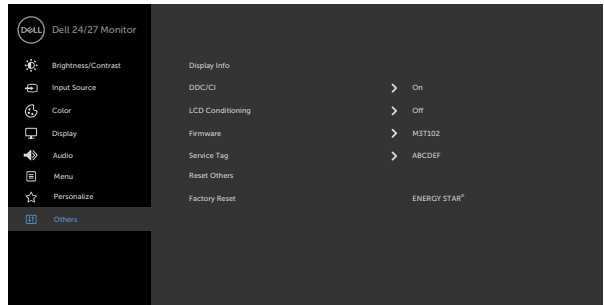 DELL Dell 24/27 Monitor
Brightness/Contrast
Input Source
Color
Display
Audio
Menu
Personalize
Others
Display Info
DDC/CI > On
LCD Conditioning > Off
Firmware > M3T102
Service Tag > ABCDEF
Reset Others
Factory Reset ENERGY STAR®